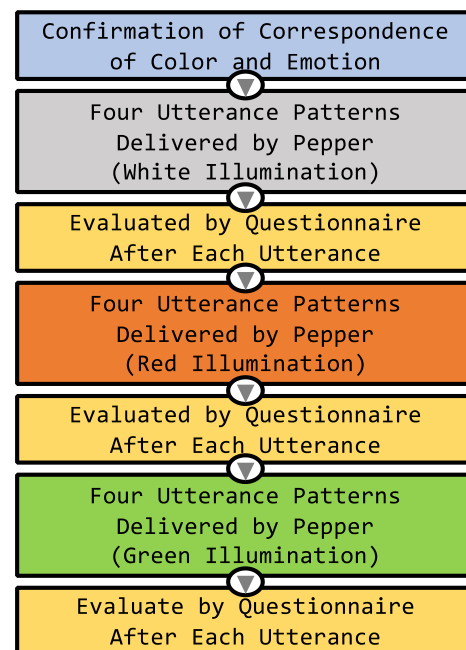 Confirmation of Correspondence
of Color and Emotion
Four Utterance Patterns
Delivered by Pepper
(White Illumination)
Evaluated by Questionnaire
After Each Utterance
Four Utterance Patterns
Delivered by Pepper
(Red Illumination)
Evaluated by Questionnaire
After Each Utterance
Four Utterance Patterns
Delivered by Pepper
(Green Illumination)
Evaluate by Questionnaire
After Each Utterance